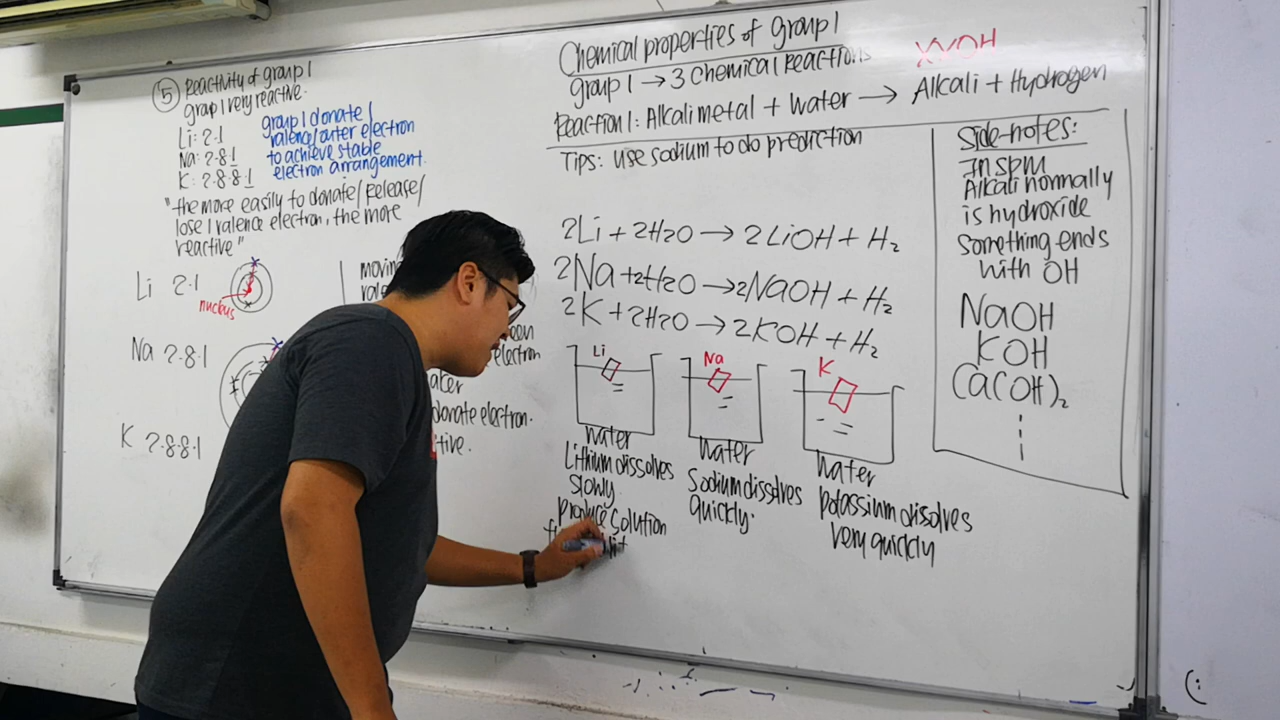 5 Reactivity of group 1
group 1 very reactive.
Li: 2·1
Na: 2·8·1
K: 2·8·8·1
group 1 donate 1
valence/outer electron
to achieve stable
electron arrangement.
"the more easily to donate/release/
lose 1 valence electron, the more
reactive"
Li 2·1
nucleus
Na 2·8·1
K 2·8·8·1
electron
donate electron.
Chemical properties of group 1
group 1 → 3 Chemical Reactions
XYOH
Reaction 1: Alkali metal + water → Alkali + Hydrogen
Tips: use sodium to do prediction
2Li + 2H2O → 2LiOH + H2
2Na + 2H2O → 2NaOH + H2
2K + 2H2O → 2KOH + H2
Li
Na
K
water
Lithium dissolves
slowly.
Produce solution
water
Sodium dissolves
quickly.
water
potassium disolves
very quickly
Side-notes:
In spm
Alkali normally
is hydroxide
something ends
with OH
NaOH
KOH
Ca(OH)2